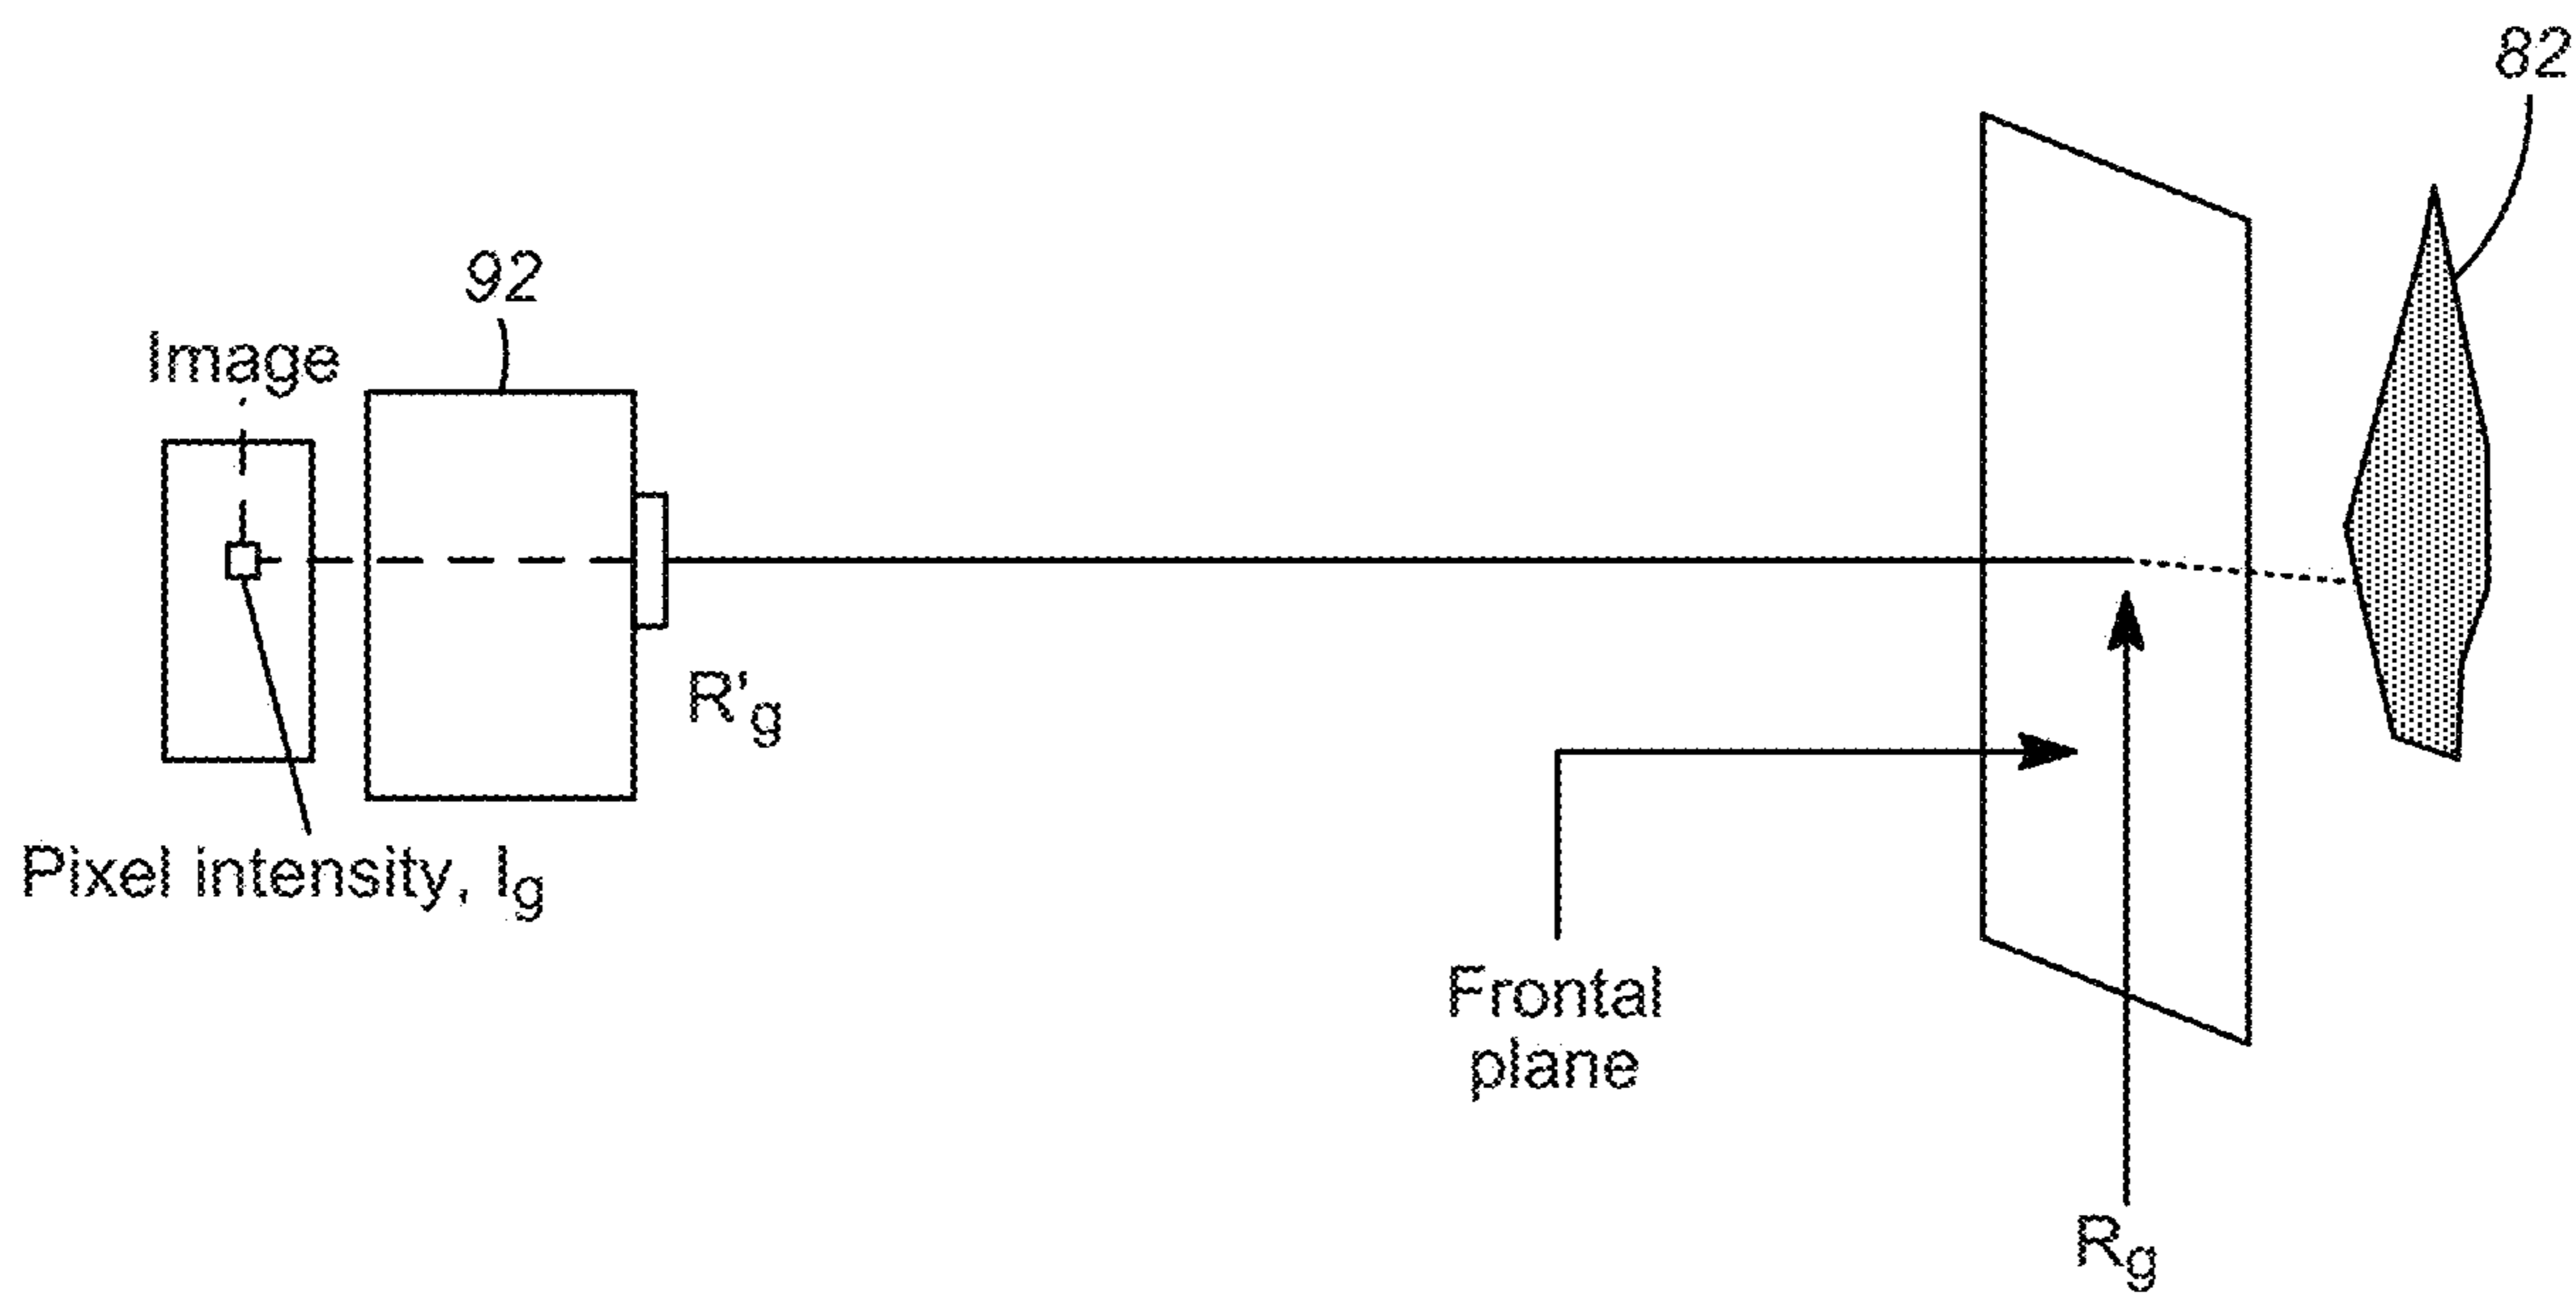 82
92
Image
R'g
Pixel intensity, Ig
Frontal
plane
Rg